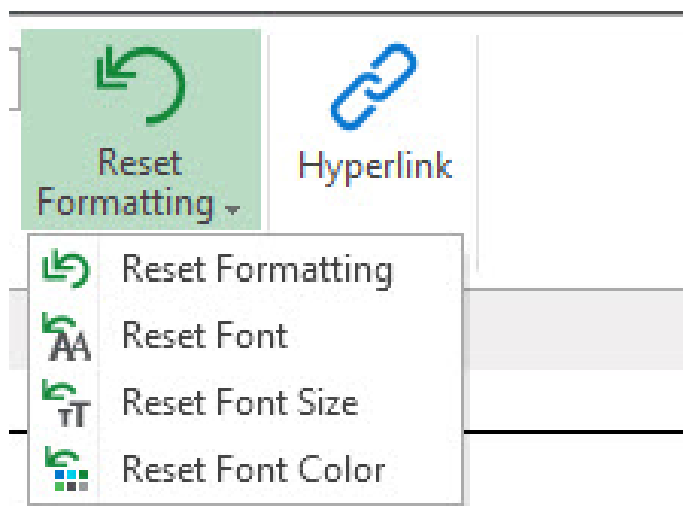 Reset
Formatting
Hyperlink
Reset Formatting
Reset Font
Reset Font Size
Reset Font Color